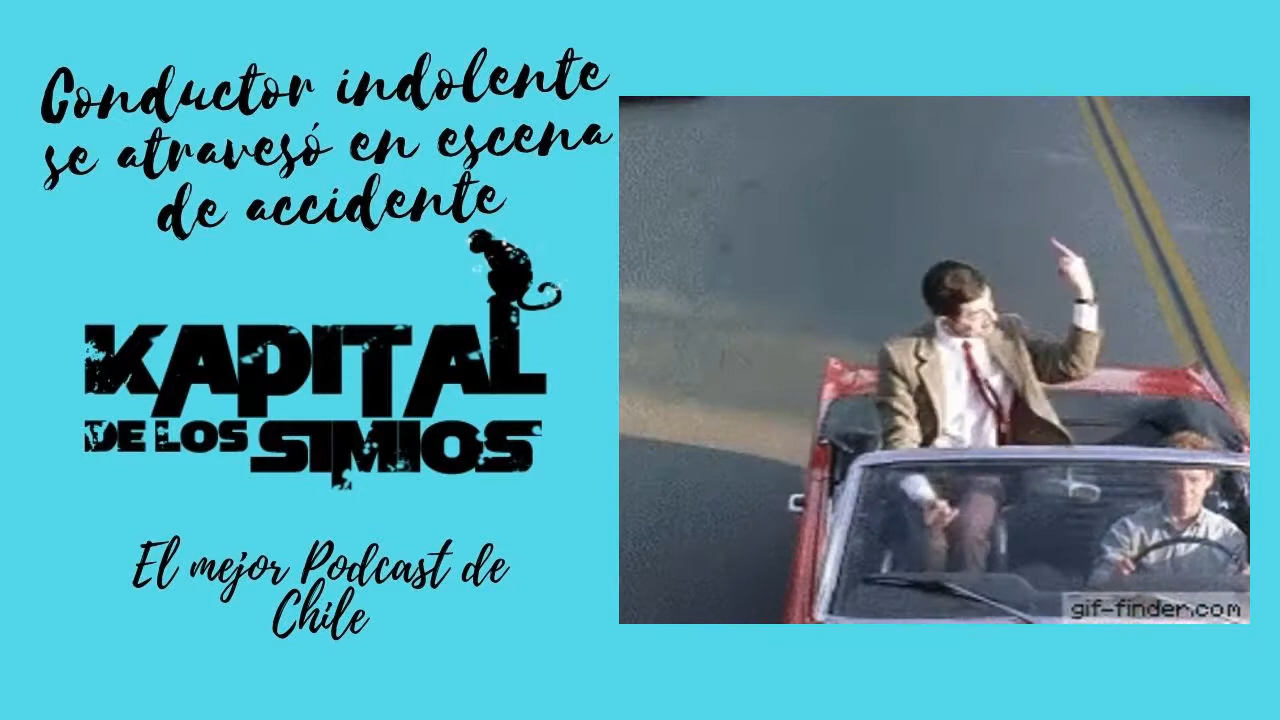 Conductor indolente
se atravesó en escena
de accidente
KAPITAL
DE LOS SIMIOS
El mejor Podcast de
Chile
gif-finder.com